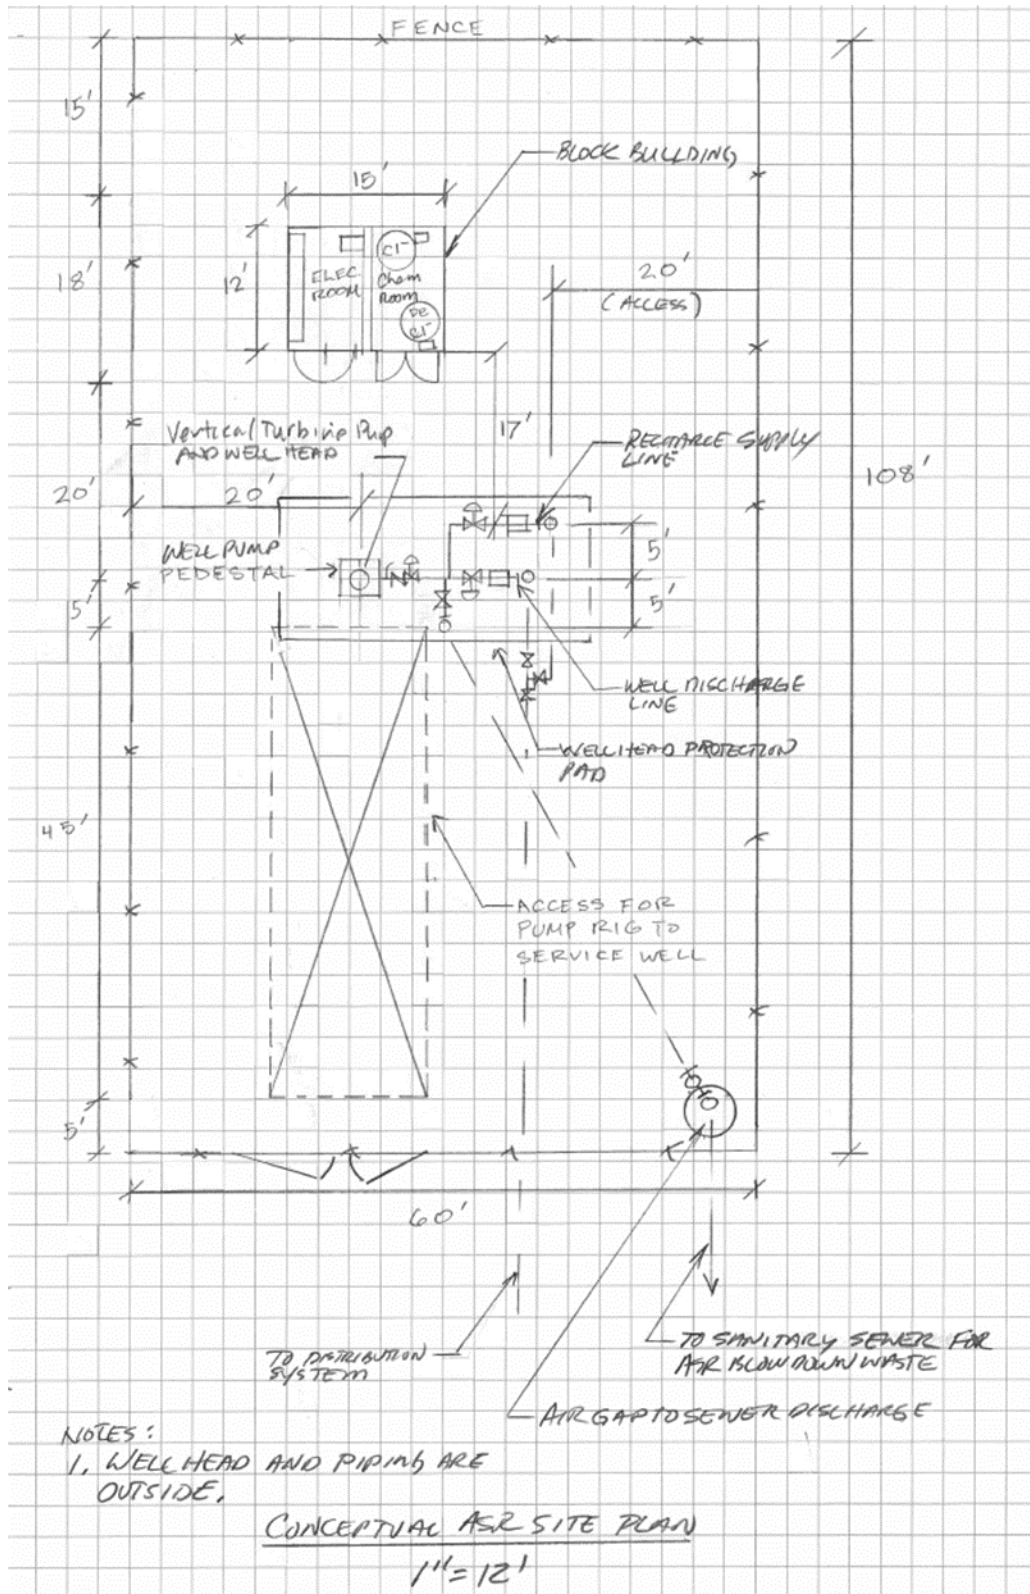 FENCE
15'
BLOCK BUILDING
15'
18'
12'
ELEC.
ROOM
Cl-
Chem
Room
DE
Cl-
20'
(ACCESS)
17'
Vertical Turbine Pup
AND WELL HEAD
RECHARGE SUPPLY
LINE
108'
20'
20'
WELL PUMP
PEDESTAL
5'
5'
5'
WELL DISCHARGE
LINE
WELLHEAD PROTECTION
PAD
45'
ACCESS FOR
PUMP RIG TO
SERVICE WELL
5'
60'
TO DISTRIBUTION
SYSTEM
TO SANITARY SEWER FOR
ASR BLOWDOWN WASTE
AIR GAP TO SEWER DISCHARGE
NOTES:
1. WELL HEAD AND PIPING ARE
OUTSIDE.
CONCEPTUAL ASR SITE PLAN
1"=12'